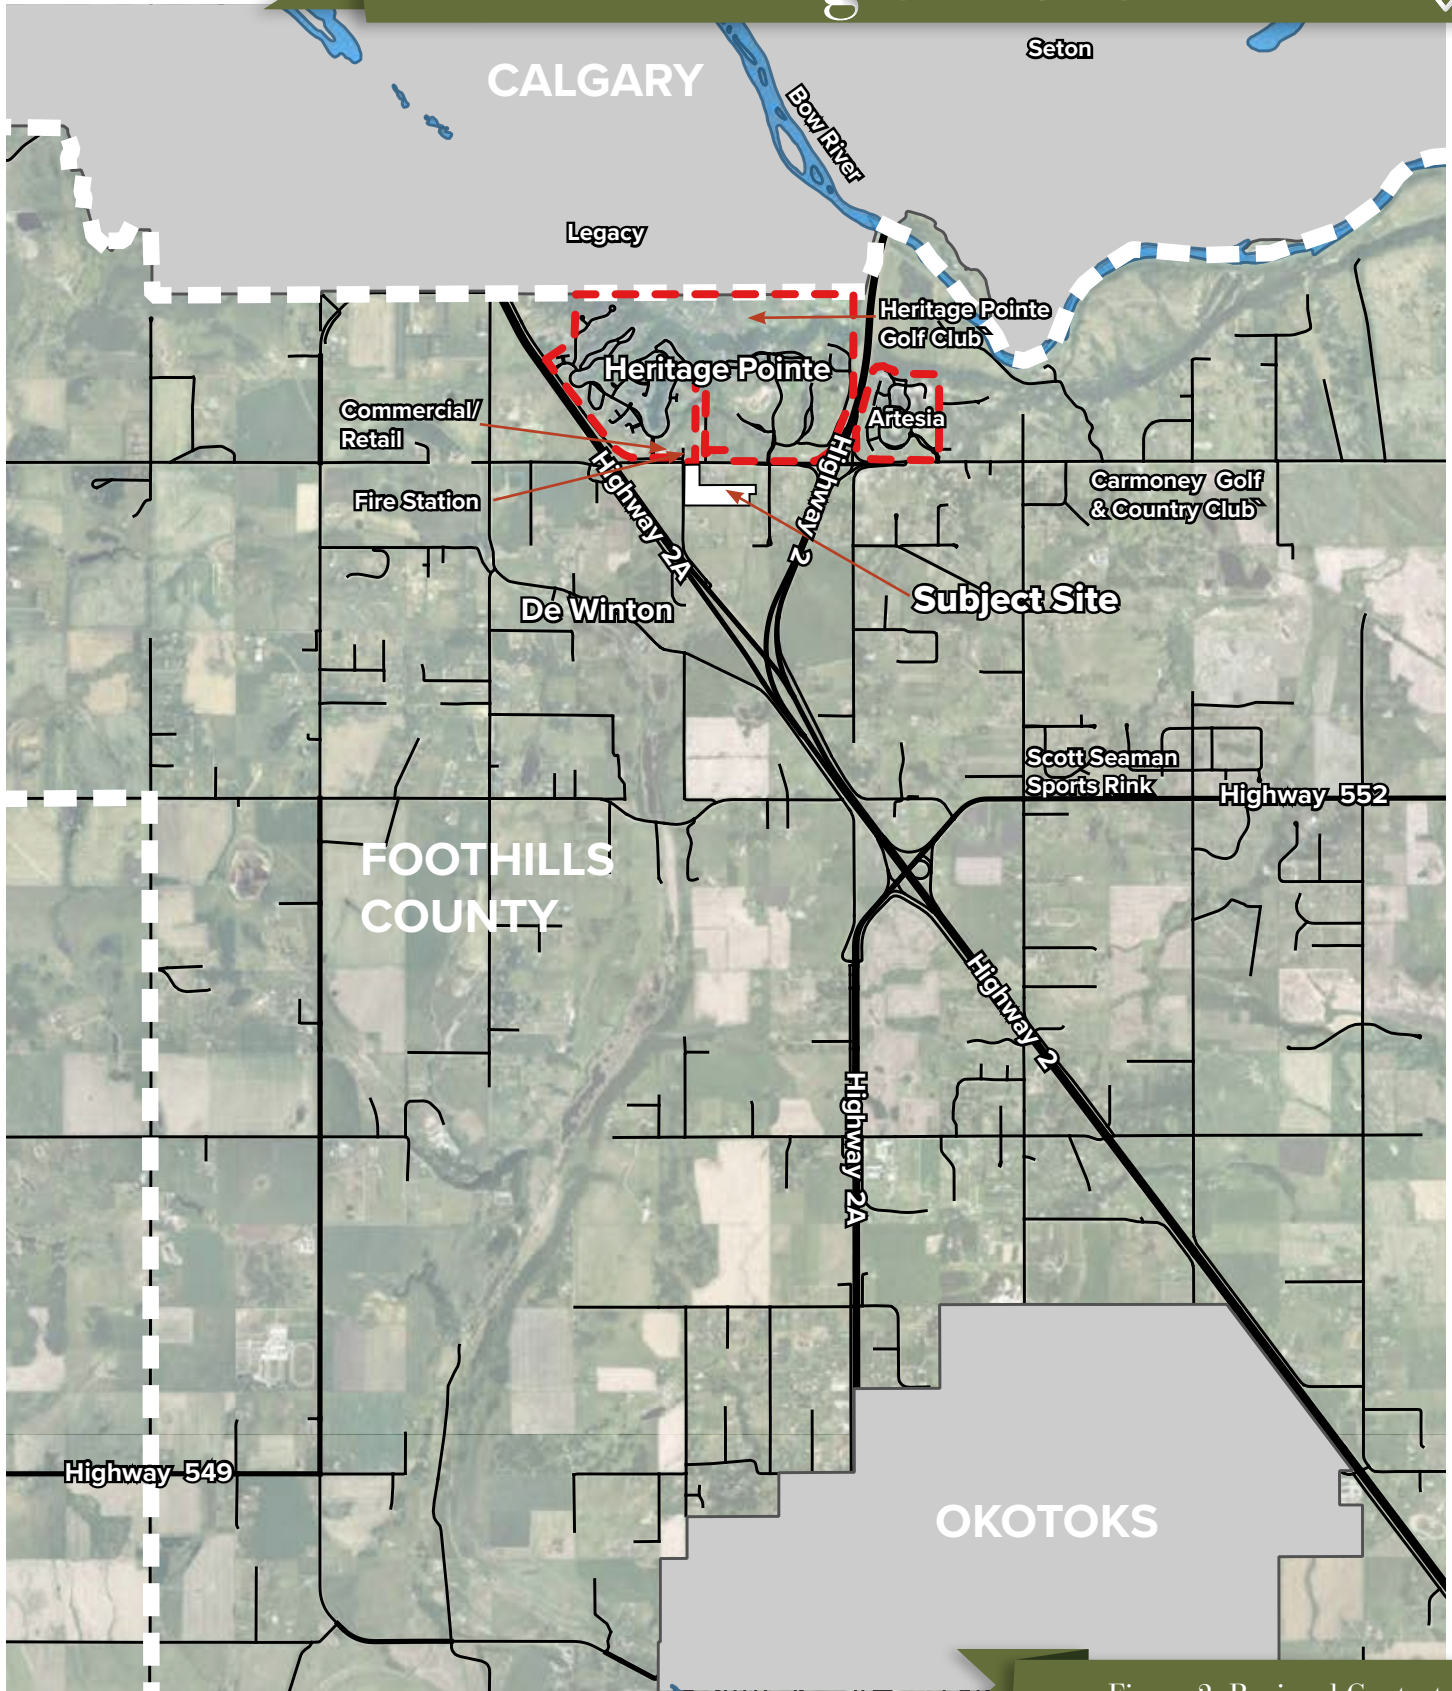 Seton
CALGARY
Bow River
Legacy
Heritage Pointe
Golf Club`
Heritage Pointe
Commercial/
Retail
Artesia
Highway 2A
Highway 2
Fire Station
Carmoney Golf
& Country Club`
Subject Site
De Winton
Scott Seaman
Sports Rink
Highway 552
FOOTHILLS
COUNTY
Highway 2
Highway 2A
Highway 549
OKOTOKS